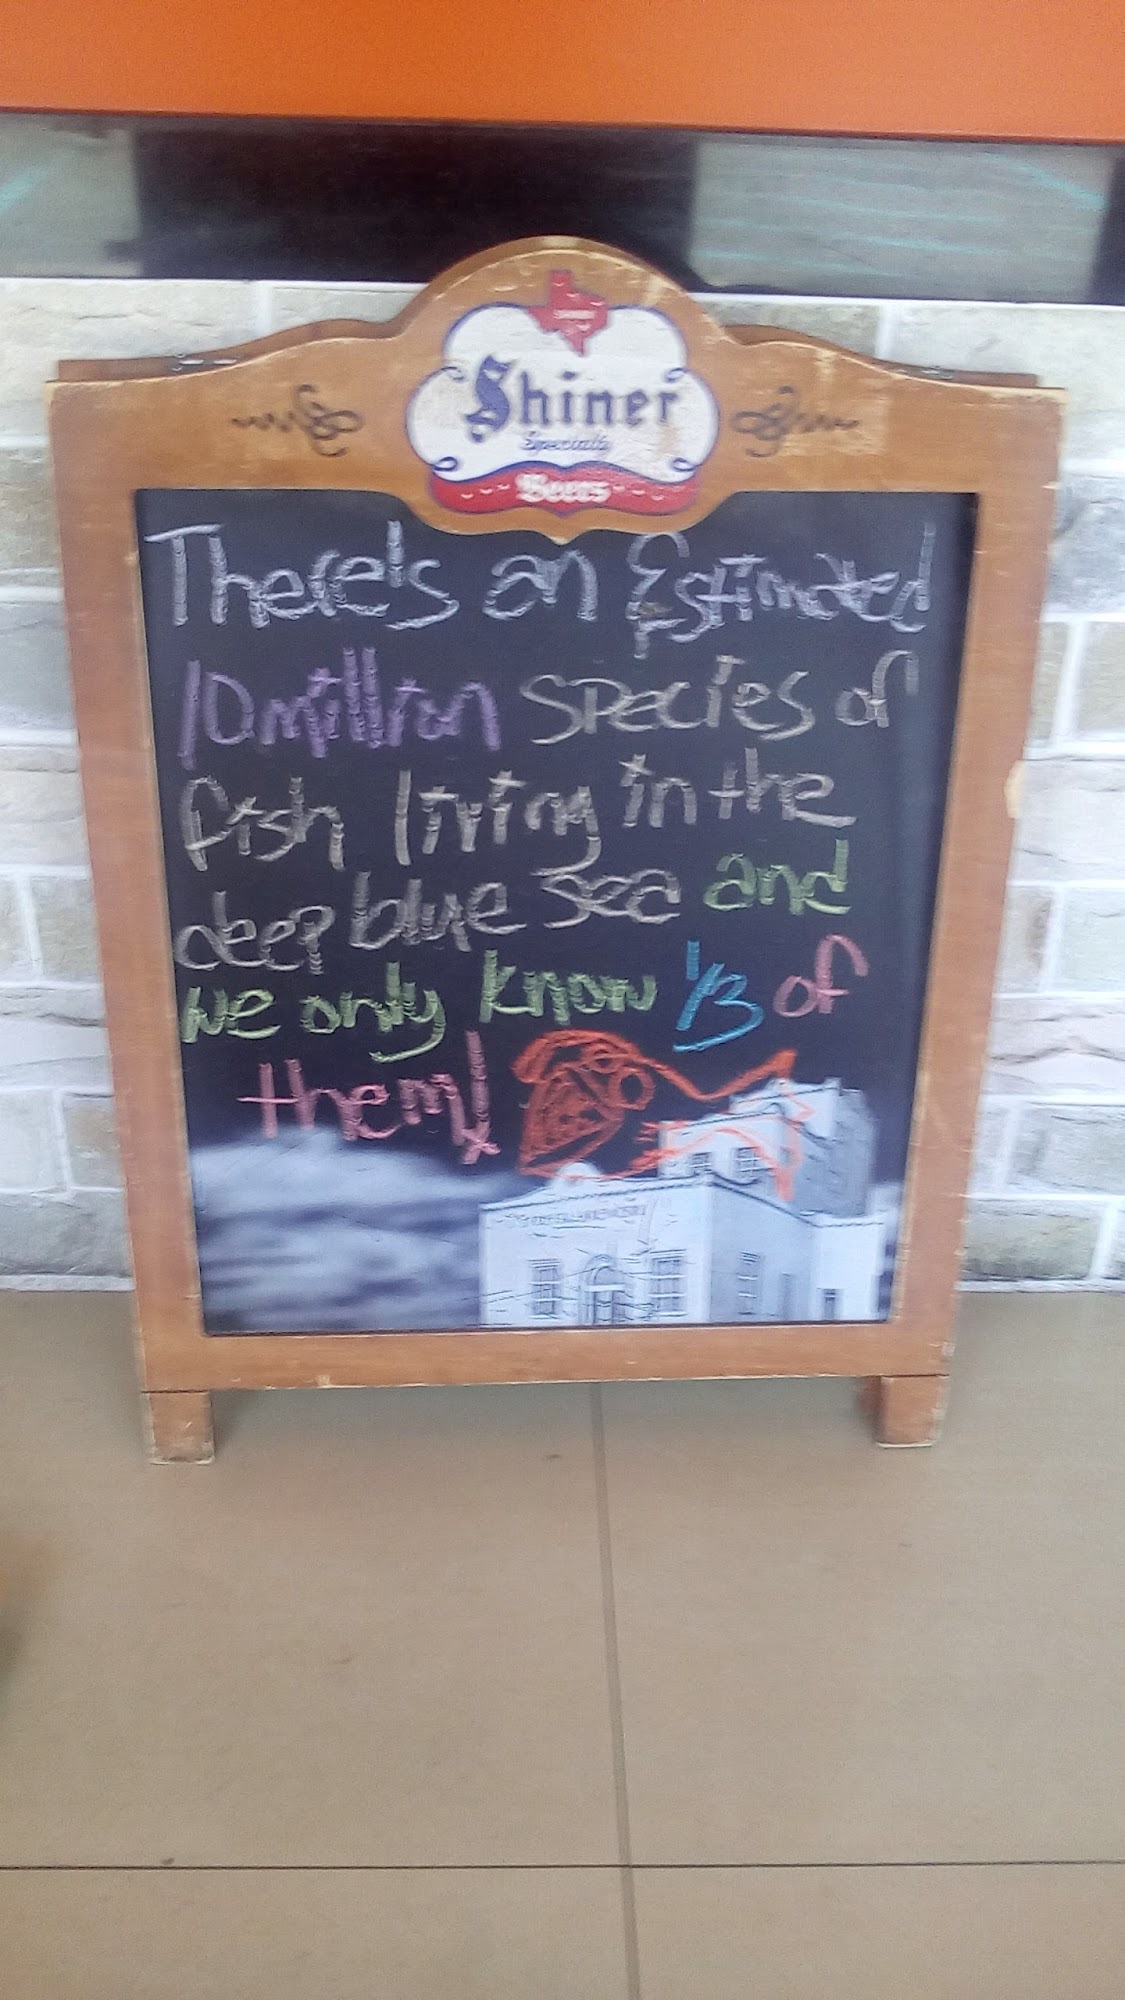 Shiner
Specialty
Beers
There's an Estimated
10 million species of
fish living in the
deep blue sea and
we only know 1/3 of
them!